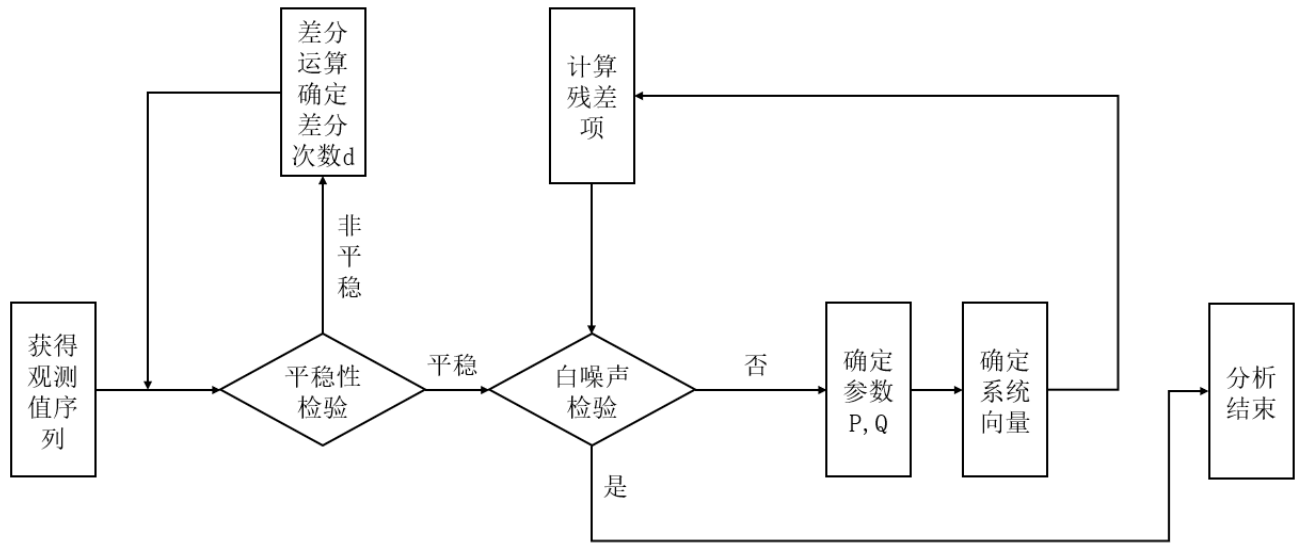 差分
运算
确定
差分
次数d
计算
残差
项
非
平
稳
获得
观测
值序
列
平稳性
检验
平稳
白噪声
检验
否
确定
参数
P,Q
确定
系统
向量
分析
结束
是